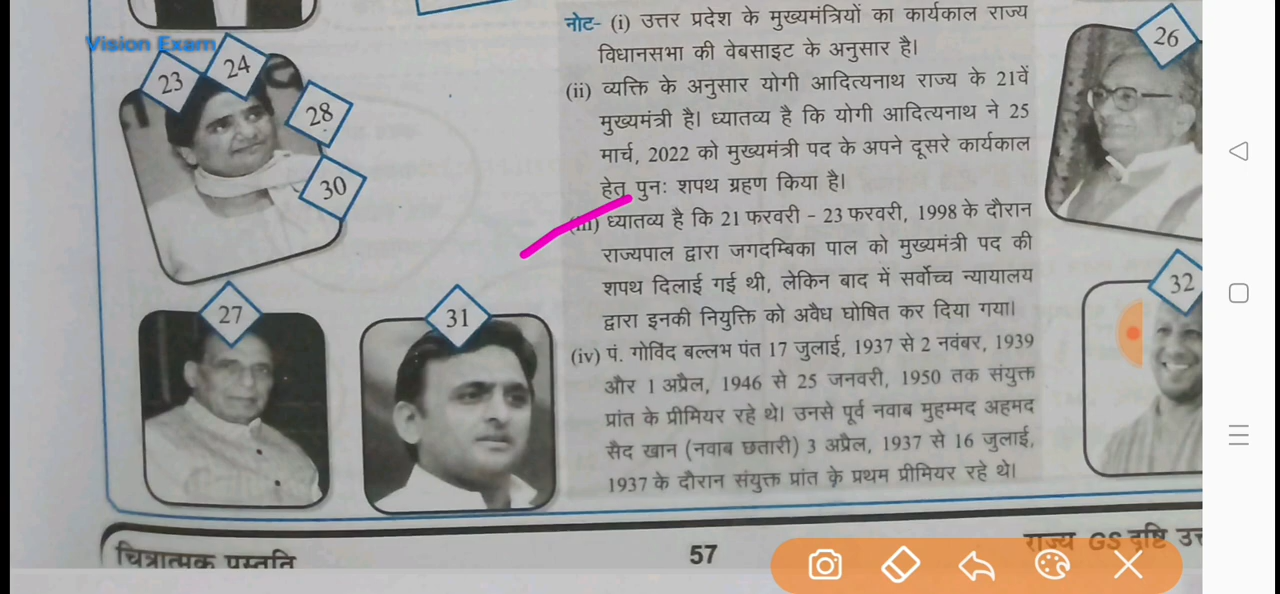 Vision Exam
23
24
28
30
27
31
26
32
नोट- (i) उत्तर प्रदेश के मुख्यमंत्रियों का कार्यकाल राज्य
विधानसभा की वेबसाइट के अनुसार है।
(ii) व्यक्ति के अनुसार योगी आदित्यनाथ राज्य के 21वें
मुख्यमंत्री है। ध्यातव्य है कि योगी आदित्यनाथ ने 25
मार्च, 2022 को मुख्यमंत्री पद के अपने दूसरे कार्यकाल
हेतु पुनः शपथ ग्रहण किया है।
(iii) ध्यातव्य है कि 21 फरवरी - 23 फरवरी, 1998 के दौरान
राज्यपाल द्वारा जगदम्बिका पाल को मुख्यमंत्री पद की
शपथ दिलाई गई थी, लेकिन बाद में सर्वोच्च न्यायालय
द्वारा इनकी नियुक्ति को अवैध घोषित कर दिया गया।
(iv) पं. गोविंद बल्लभ पंत 17 जुलाई, 1937 से 2 नवंबर, 1939
और 1 अप्रैल, 1946 से 25 जनवरी, 1950 तक संयुक्त
प्रांत के प्रीमियर रहे थे। उनसे पूर्व नवाब मुहम्मद अहमद
सैद खान (नवाब छतारी) 3 अप्रैल, 1937 से 16 जुलाई,
1937 के दौरान संयुक्त प्रांत के प्रथम प्रीमियर रहे थे।
चित्रात्मक प्रस्तुति
57
राज्य GS दृष्टि